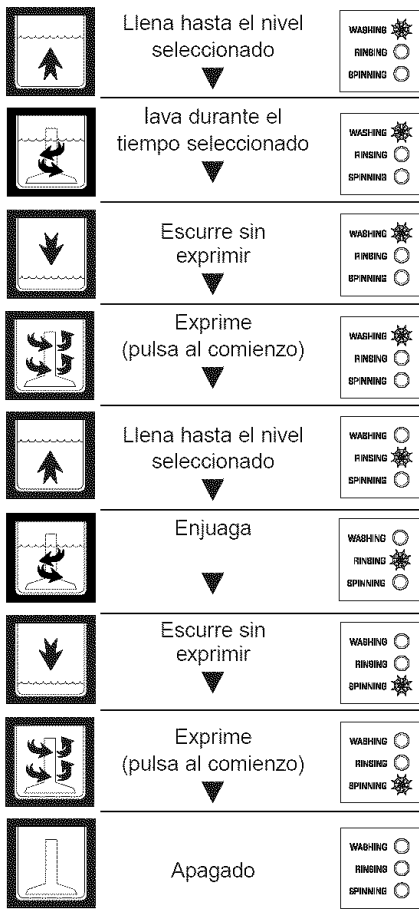 Llena hasta el nivel
seleccionado
WASHING
RINSING
SPINNING
lava durante el
tiempo seleccionado
WASHING
RINSING
SPINNING
Escurre sin
exprimir
WASHING
RINSING
SPINNING
Exprime
(pulsa al comienzo)
WASHING
RINSING
SPINNING
Llena hasta el nivel
seleccionado
WASHING
RINSING
SPINNING
Enjuaga
WASHING
RINSING
SPINNING
Escurre sin
exprimir
WASHING
RINSING
SPINNING
Exprime
(pulsa al comienzo)
WASHING
RINSING
SPINNING
Apagado
WASHING
RINSING
SPINNING